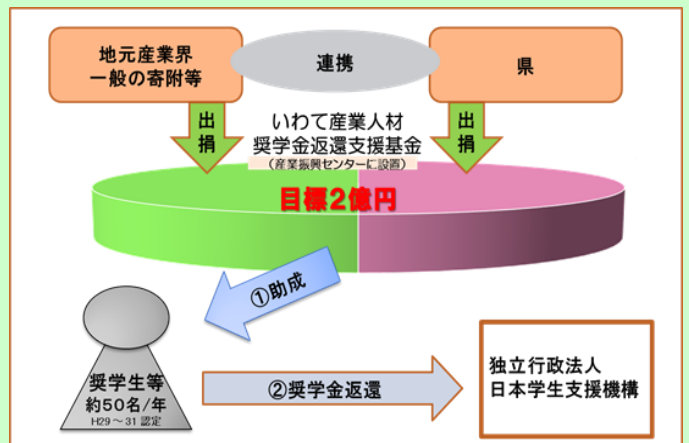 地元産業界
一般の寄附等
連携
県
出捐
いわて産業人材
奨学金返還支援基金
（産業振興センターに設置）
出捐
目標2億円
①助成
奨学生等
約50名/年
H29～31 認定
②奨学金返還
独立行政法人
日本学生支援機構